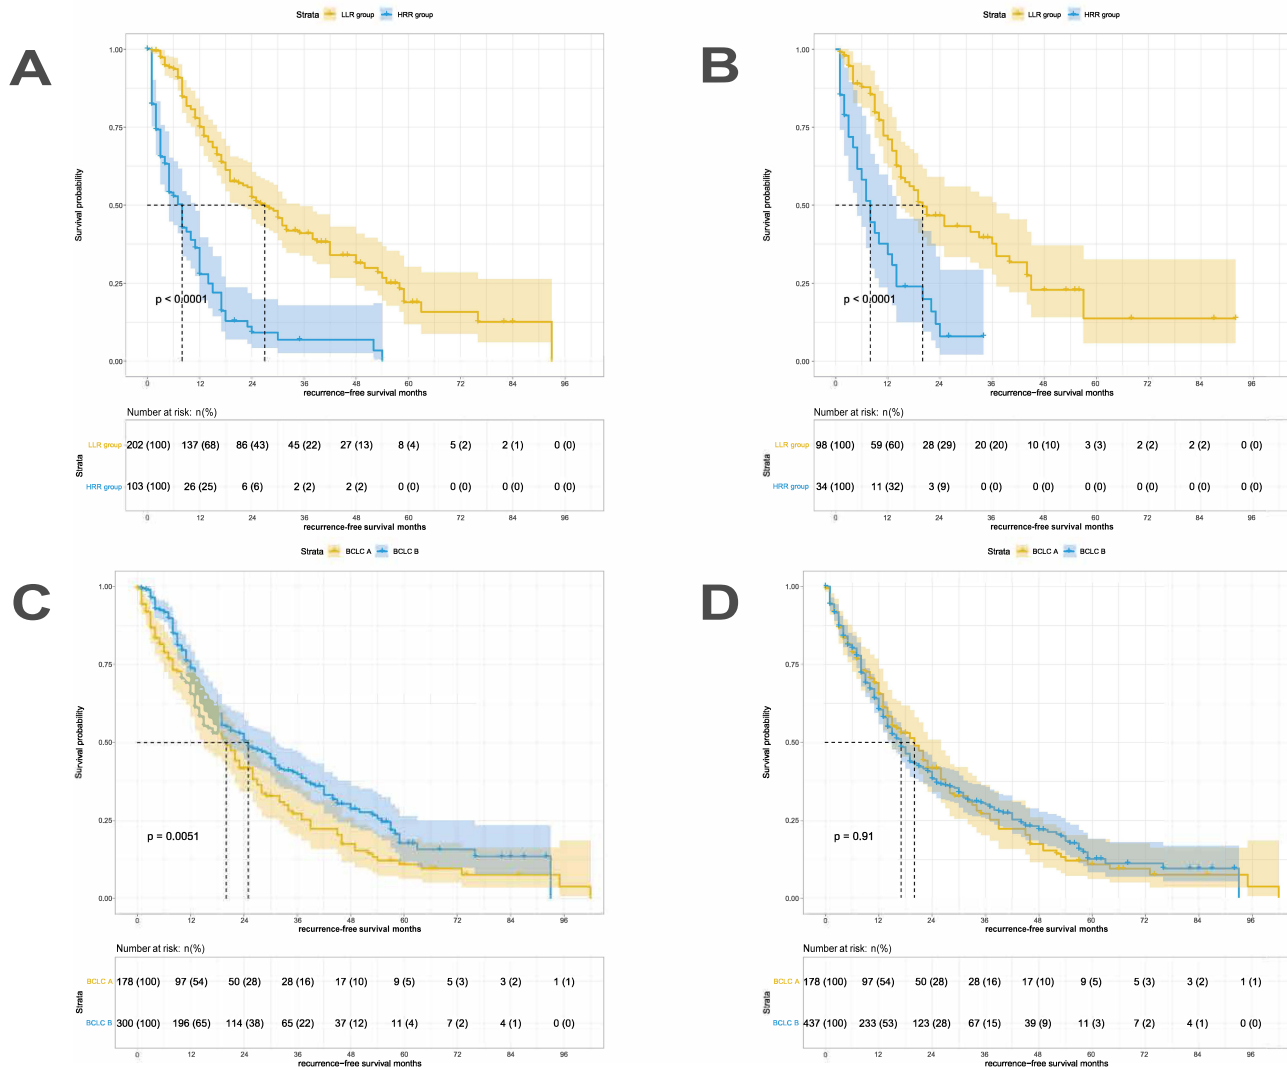 Strata LLR group HRR group
A
Survival probability
1.00
0.75
0.50
0.25
0.00
p < 0.0001
0 12 24 36 48 60 72 84 96
recurrence-free survival months
Number at risk: n(%)
Strata
LLR group 202 (100) 137 (68) 86 (43) 45 (22) 27 (13) 8 (4) 5 (2) 2 (1) 0 (0)
HRR group 103 (100) 26 (25) 6 (6) 2 (2) 2 (2) 0 (0) 0 (0) 0 (0) 0 (0)
0 12 24 36 48 60 72 84 96
recurrence-free survival months
Strata LLR group HRR group
B
Survival probability
1.00
0.75
0.50
0.25
0.00
p < 0.0001
0 12 24 36 48 60 72 84 96
recurrence-free survival months
Number at risk: n(%)
Strata
LLR group 98 (100) 59 (60) 28 (29) 20 (20) 10 (10) 3 (3) 2 (2) 2 (2) 0 (0)
HRR group 34 (100) 11 (32) 3 (9) 0 (0) 0 (0) 0 (0) 0 (0) 0 (0) 0 (0)
0 12 24 36 48 60 72 84 96
recurrence-free survival months
Strata BCLC A BCLC B
C
Survival probability
1.00
0.75
0.50
0.25
0.00
p = 0.0051
0 12 24 36 48 60 72 84 96
recurrence-free survival months
Number at risk: n(%)
Strata
BCLC A 178 (100) 97 (54) 50 (28) 28 (16) 17 (10) 9 (5) 5 (3) 3 (2) 1 (1)
BCLC B 300 (100) 196 (65) 114 (38) 65 (22) 37 (12) 11 (4) 7 (2) 4 (1) 0 (0)
0 12 24 36 48 60 72 84 96
recurrence-free survival months
Strata BCLC A BCLC B
D
Survival probability
1.00
0.75
0.50
0.25
0.00
p = 0.91
0 12 24 36 48 60 72 84 96
recurrence-free survival months
Number at risk: n(%)
Strata
BCLC A 178 (100) 97 (54) 50 (28) 28 (16) 17 (10) 9 (5) 5 (3) 3 (2) 1 (1)
BCLC B 437 (100) 233 (53) 123 (28) 67 (15) 39 (9) 11 (3) 7 (2) 4 (1) 0 (0)
0 12 24 36 48 60 72 84 96
recurrence-free survival months